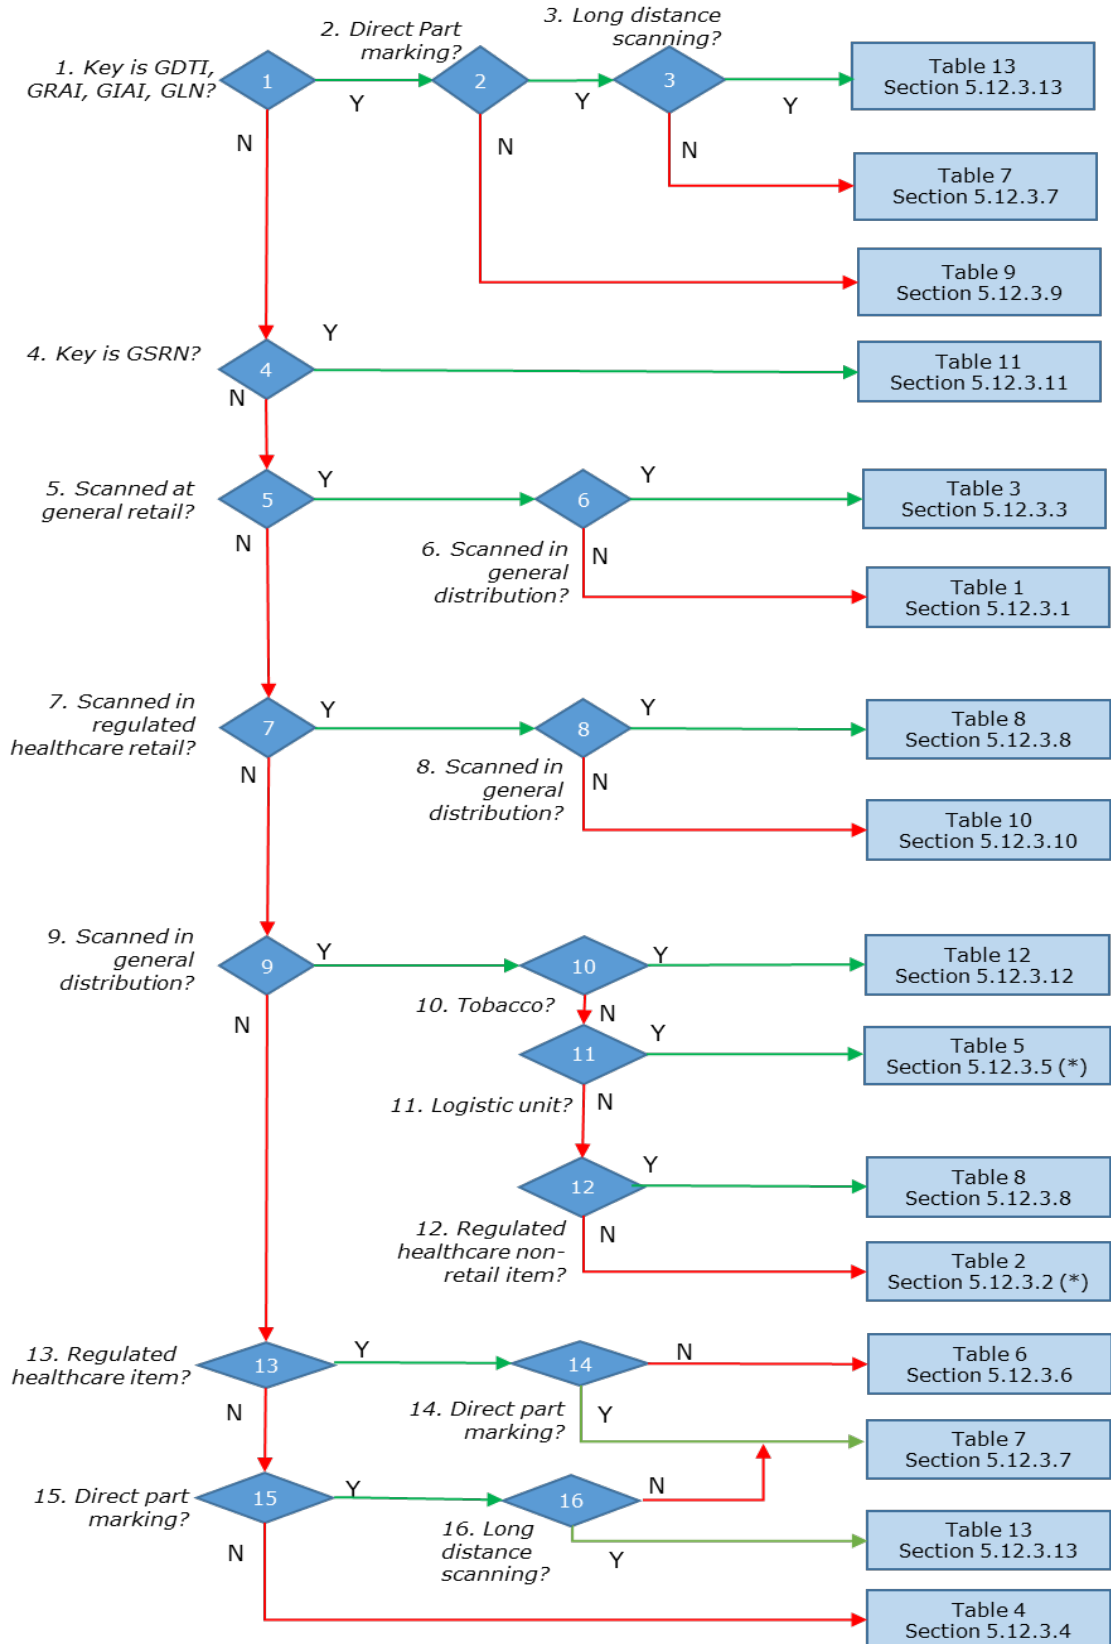 1. Key is GDTI,
GRAI, GIAI, GLN?
1
Y
N
2. Direct Part
marking?
2
Y
N
3. Long distance
scanning?
3
Y
N
Table 13
Section 5.12.3.13
Table 7
Section 5.12.3.7
Table 9
Section 5.12.3.9
4. Key is GSRN?
4
Y
N
Table 11
Section 5.12.3.11
5. Scanned at
general retail?
5
Y
N
6
Y
N
6. Scanned in
general
distribution?
Table 3
Section 5.12.3.3
Table 1
Section 5.12.3.1
7. Scanned in
regulated
healthcare retail?
7
Y
N
8
Y
N
8. Scanned in
general
distribution?
Table 8
Section 5.12.3.8
Table 10
Section 5.12.3.10
9. Scanned in
general
distribution?
9
Y
N
10
Y
N
10. Tobacco?
Table 12
Section 5.12.3.12
11
Y
N
11. Logistic unit?
Table 5
Section 5.12.3.5 (*)
12
Y
N
12. Regulated
healthcare non-
retail item?
Table 8
Section 5.12.3.8
Table 2
Section 5.12.3.2 (*)
13. Regulated
healthcare item?
13
Y
N
14
N
Y
14. Direct part
marking?
Table 6
Section 5.12.3.6
Table 7
Section 5.12.3.7
15. Direct part
marking?
15
Y
N
16
N
Y
16. Long
distance
scanning?
Table 13
Section 5.12.3.13
Table 4
Section 5.12.3.4